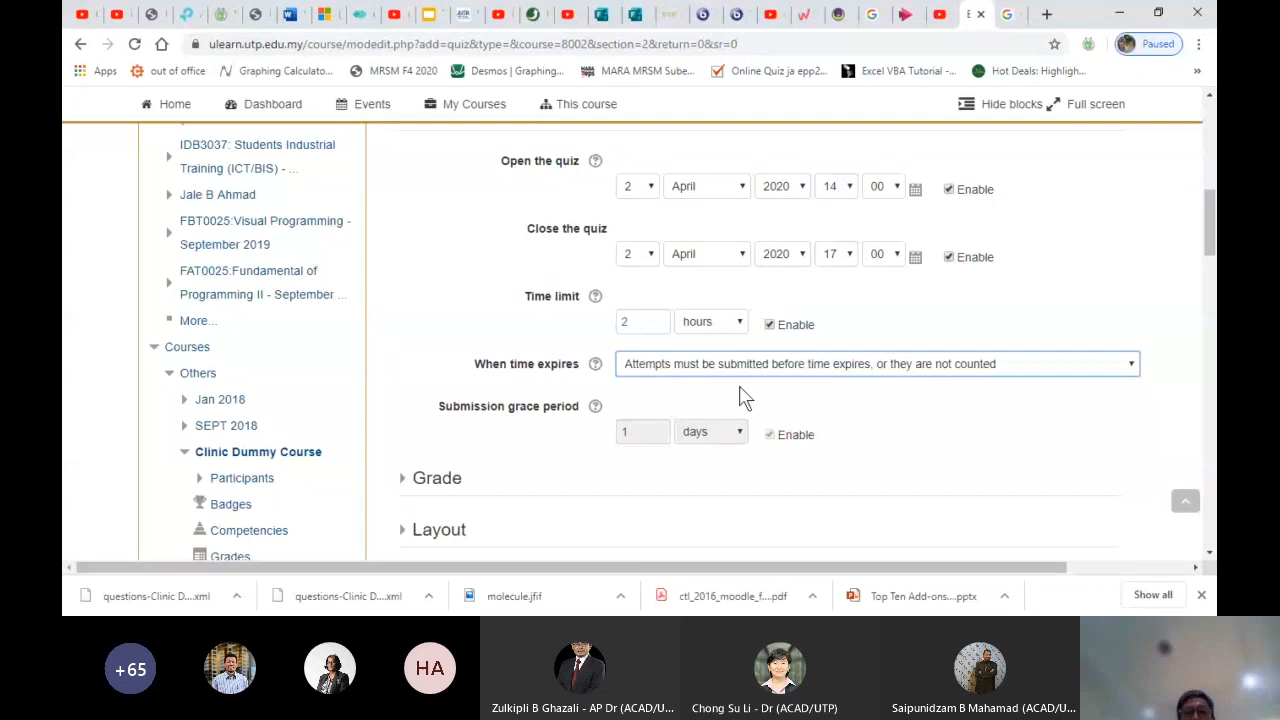 E
Paused
ulearn.utp.edu.my/course/modedit.php?add=quiz&type=&course=8002&section=2&return=0&sr=0
Apps
out of office
Graphing Calculato...
MRSM F4 2020
Desmos | Graphing...
MARA MRSM Sube...
Online Quiz ja epp2...
Excel VBA Tutorial -...
Hot Deals: Highligh...
Home
Dashboard
Events
My Courses
This course
Hide blocks
Full screen
IDB3037: Students Industrial
Training (ICT/BIS) - ...
Jale B Ahmad
FBT0025:Visual Programming -
September 2019
FAT0025:Fundamental of
Programming II - September ...
More...
Courses
Others
Jan 2018
SEPT 2018
Clinic Dummy Course
Participants
Badges
Competencies
Grades
Open the quiz
2 April 2020 14 00 Enable
Close the quiz
2 April 2020 17 00 Enable
Time limit
2 hours Enable
When time expires
Attempts must be submitted before time expires, or they are not counted
Submission grace period
1 days Enable
Grade
Layout
questions-Clinic D....xml
questions-Clinic D....xml
molecule.jfif
ctl_2016_moodle_f....pdf
Top Ten Add-ons....pptx
Show all
+65
HA
Zulkipli B Ghazali - AP Dr (ACAD/U...
Chong Su Li - Dr (ACAD/UTP)
Saipunidzam B Mahamad (ACAD/U...